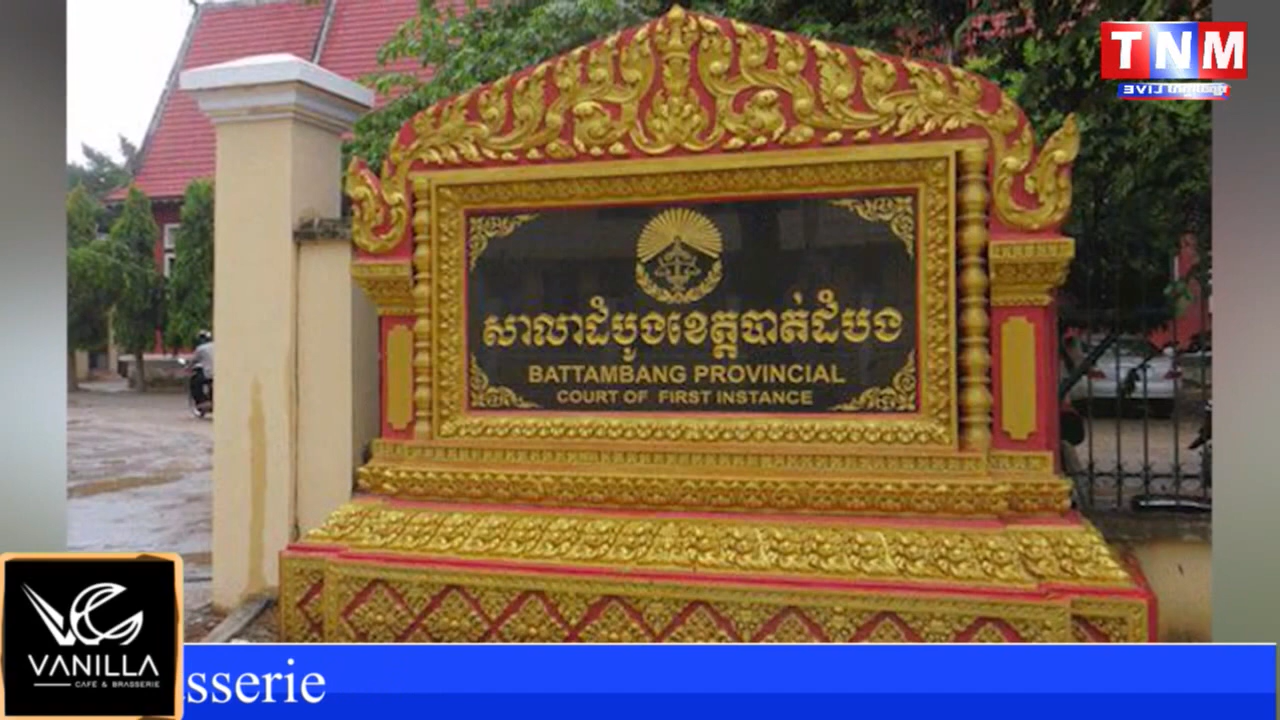 TNM
LIVE
សាលាដំបូងខេត្តបាត់ដំបង
BATTAMBANG PROVINCIAL
COURT OF FIRST INSTANCE
VANILLA
CAFE & BRASSERIE
sserie